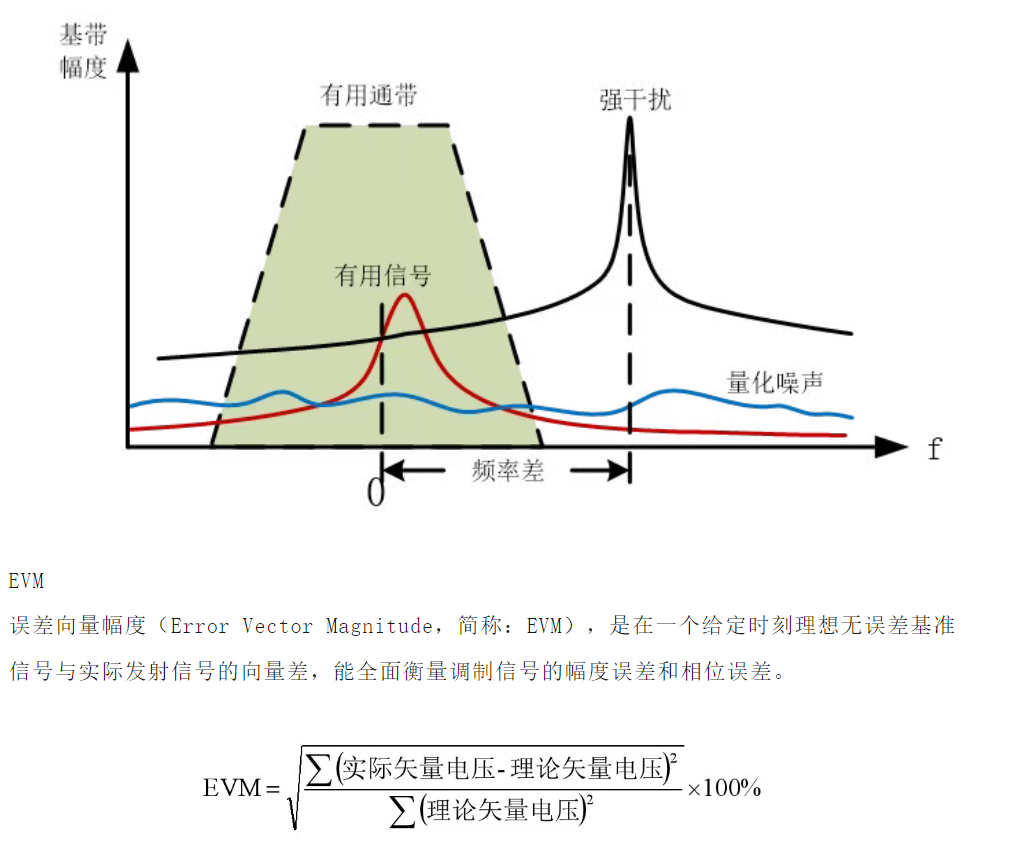 基带
幅度
有用通带
强干扰
有用信号
量化噪声
f
频率差
0
EVM
误差向量幅度（Error Vector Magnitude，简称：EVM），是在一个给定时刻理想无误差基准
信号与实际发射信号的向量差，能全面衡量调制信号的幅度误差和相位误差。
EVM = √(∑(实际矢量电压-理论矢量电压)² / ∑(理论矢量电压)²) ×100%